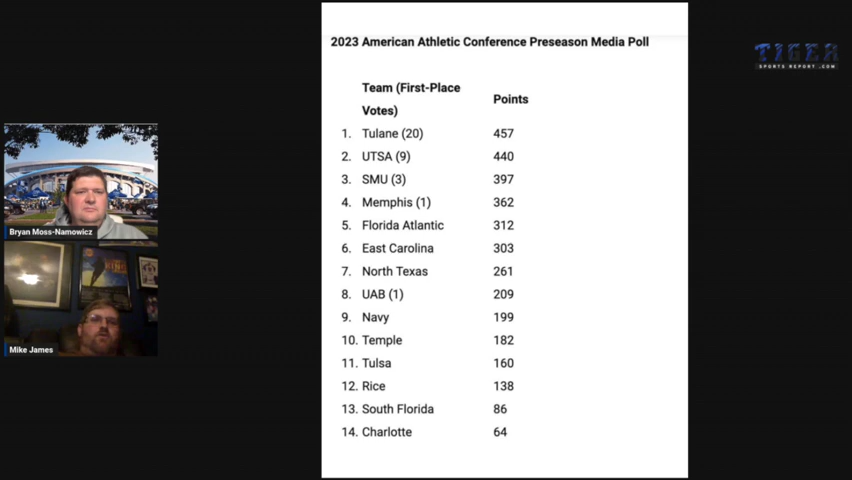 2023 American Athletic Conference Preseason Media Poll
TIGER
SPORTS REPORT .COM
Team (First-Place
Votes)
Points
1. Tulane (20) 457
2. UTSA (9) 440
3. SMU (3) 397
4. Memphis (1) 362
5. Florida Atlantic 312
6. East Carolina 303
7. North Texas 261
8. UAB (1) 209
9. Navy 199
10. Temple 182
11. Tulsa 160
12. Rice 138
13. South Florida 86
14. Charlotte 64
Bryan Moss-Namowicz
Mike James